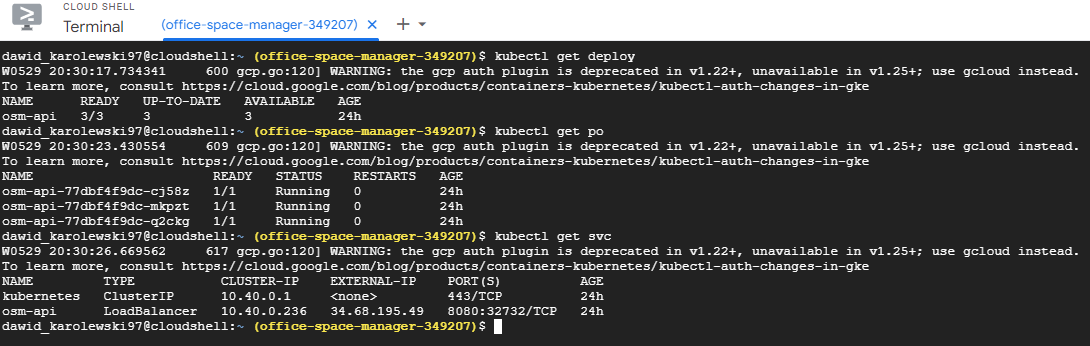 CLOUD SHELL
Terminal (office-space-manager-349207) × + ▾
dawid_karolewski97@cloudshell:~ (office-space-manager-349207)$ kubectl get deploy
W0529 20:30:17.734341     600 gcp.go:120] WARNING: the gcp auth plugin is deprecated in v1.22+, unavailable in v1.25+; use gcloud instead.
To learn more, consult https://cloud.google.com/blog/products/containers-kubernetes/kubectl-auth-changes-in-gke
NAME      READY   UP-TO-DATE   AVAILABLE   AGE
osm-api   3/3     3            3           24h
dawid_karolewski97@cloudshell:~ (office-space-manager-349207)$ kubectl get po
W0529 20:30:23.430554     609 gcp.go:120] WARNING: the gcp auth plugin is deprecated in v1.22+, unavailable in v1.25+; use gcloud instead.
To learn more, consult https://cloud.google.com/blog/products/containers-kubernetes/kubectl-auth-changes-in-gke
NAME                       READY   STATUS    RESTARTS   AGE
osm-api-77dbf4f9dc-cj58z   1/1     Running   0          24h
osm-api-77dbf4f9dc-mkpzt   1/1     Running   0          24h
osm-api-77dbf4f9dc-q2ckg   1/1     Running   0          24h
dawid_karolewski97@cloudshell:~ (office-space-manager-349207)$ kubectl get svc
W0529 20:30:26.669562     617 gcp.go:120] WARNING: the gcp auth plugin is deprecated in v1.22+, unavailable in v1.25+; use gcloud instead.
To learn more, consult https://cloud.google.com/blog/products/containers-kubernetes/kubectl-auth-changes-in-gke
NAME         TYPE           CLUSTER-IP    EXTERNAL-IP    PORT(S)          AGE
kubernetes   ClusterIP      10.40.0.1     <none>         443/TCP          24h
osm-api      LoadBalancer   10.40.0.236   34.68.195.49   8080:32732/TCP   24h
dawid_karolewski97@cloudshell:~ (office-space-manager-349207)$